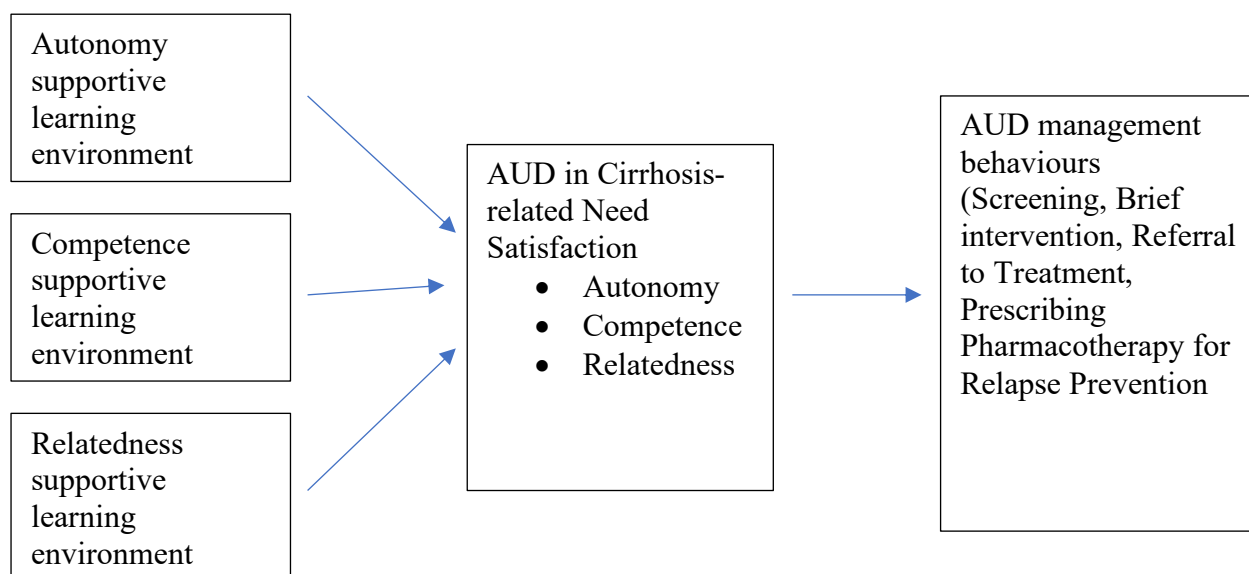 Autonomy
supportive
learning
environment
Competence
supportive
learning
environment
Relatedness
supportive
learning
environment
AUD in Cirrhosis-
related Need
Satisfaction
• Autonomy
• Competence
• Relatedness
AUD management
behaviours
(Screening, Brief
intervention, Referral
to Treatment,
Prescribing
Pharmacotherapy for
Relapse Prevention